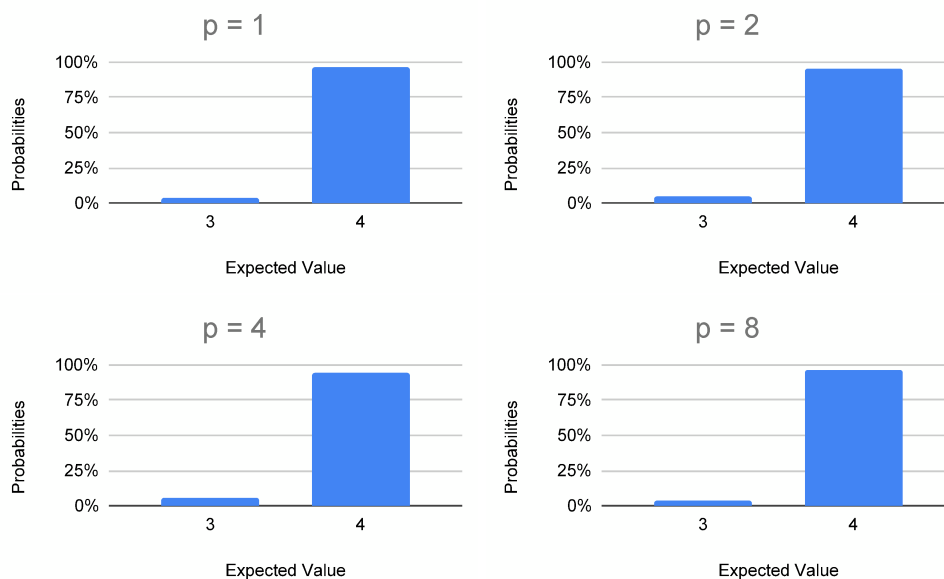 p = 1
100%
75%
50%
25%
0%
Probabilities
3 4
Expected Value
p = 2
100%
75%
50%
25%
0%
Probabilities
3 4
Expected Value
p = 4
100%
75%
50%
25%
0%
Probabilities
3 4
Expected Value
p = 8
100%
75%
50%
25%
0%
Probabilities
3 4
Expected Value